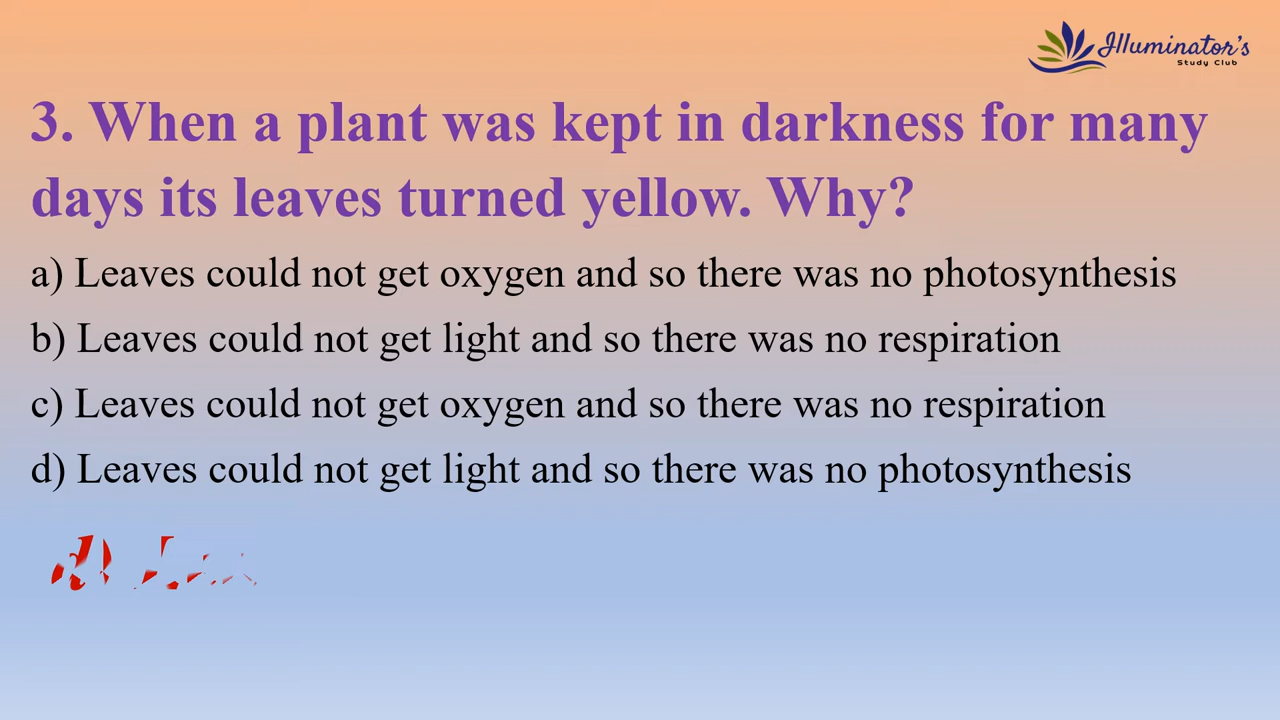 Illuminator's
Study Club
3. When a plant was kept in darkness for many
days its leaves turned yellow. Why?
a) Leaves could not get oxygen and so there was no photosynthesis
b) Leaves could not get light and so there was no respiration
c) Leaves could not get oxygen and so there was no respiration
d) Leaves could not get light and so there was no photosynthesis
d)